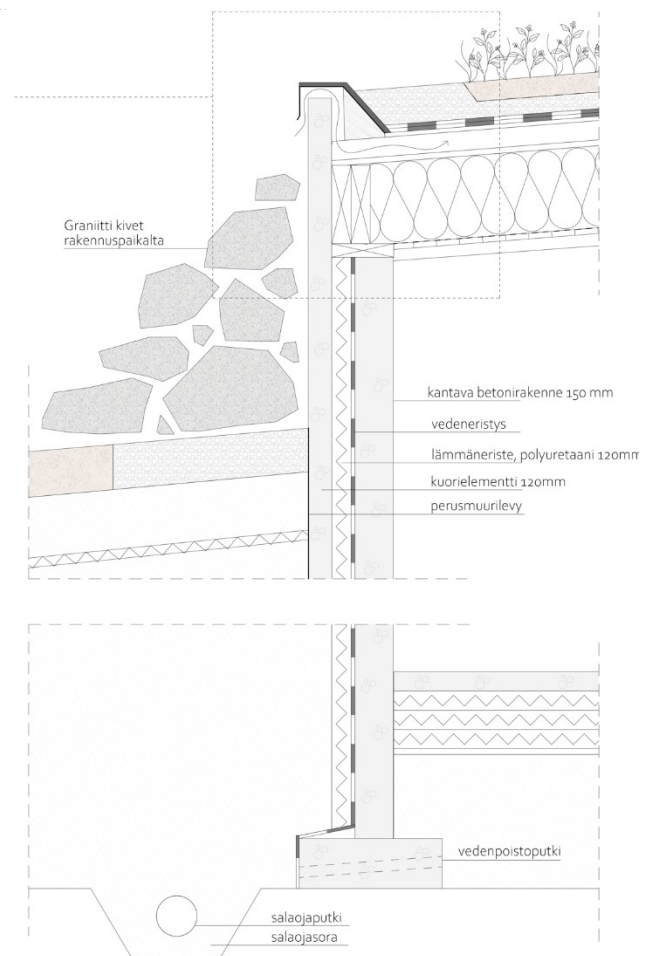 Graniitti kivet
rakennuspaikalta
kantava betonirakenne 150 mm
vedeneristys
lämmäneriste, polyuretaani 120mm
kuorielementti 120mm
perusmuurilevy
vedenpoistoputki
salaojaputki
salaojasora